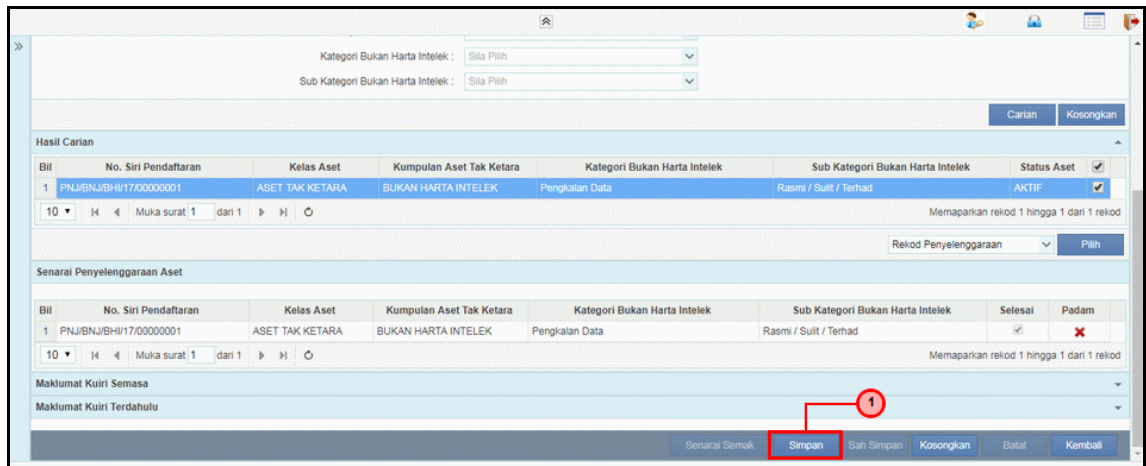 Kategori Bukan Harta Intelek : Sila Pilih
Sub Kategori Bukan Harta Intelek : Sila Pilih
Carian Kosongkan
Hasil Carian
Bil No. Siri Pendaftaran Kelas Aset Kumpulan Aset Tak Ketara Kategori Bukan Harta Intelek Sub Kategori Bukan Harta Intelek Status Aset
1 PNJ/BNJ/BHI/17/00000001 ASET TAK KETARA BUKAN HARTA INTELEK Pengkalan Data Rasmi / Sulit / Terhad AKTIF
10 Muka surat 1 dari 1 Memaparkan rekod 1 hingga 1 dari 1 rekod
Rekod Penyelenggaraan Pilih
Senarai Penyelenggaraan Aset
Bil No. Siri Pendaftaran Kelas Aset Kumpulan Aset Tak Ketara Kategori Bukan Harta Intelek Sub Kategori Bukan Harta Intelek Selesai Padam
1 PNJ/BNJ/BHI/17/00000001 ASET TAK KETARA BUKAN HARTA INTELEK Pengkalan Data Rasmi / Sulit / Terhad
10 Muka surat 1 dari 1 Memaparkan rekod 1 hingga 1 dari 1 rekod
Maklumat Kuiri Semasa
Maklumat Kuiri Terdahulu
1
Senarai Semak Simpan Sah Simpan Kosongkan Batal Kembali